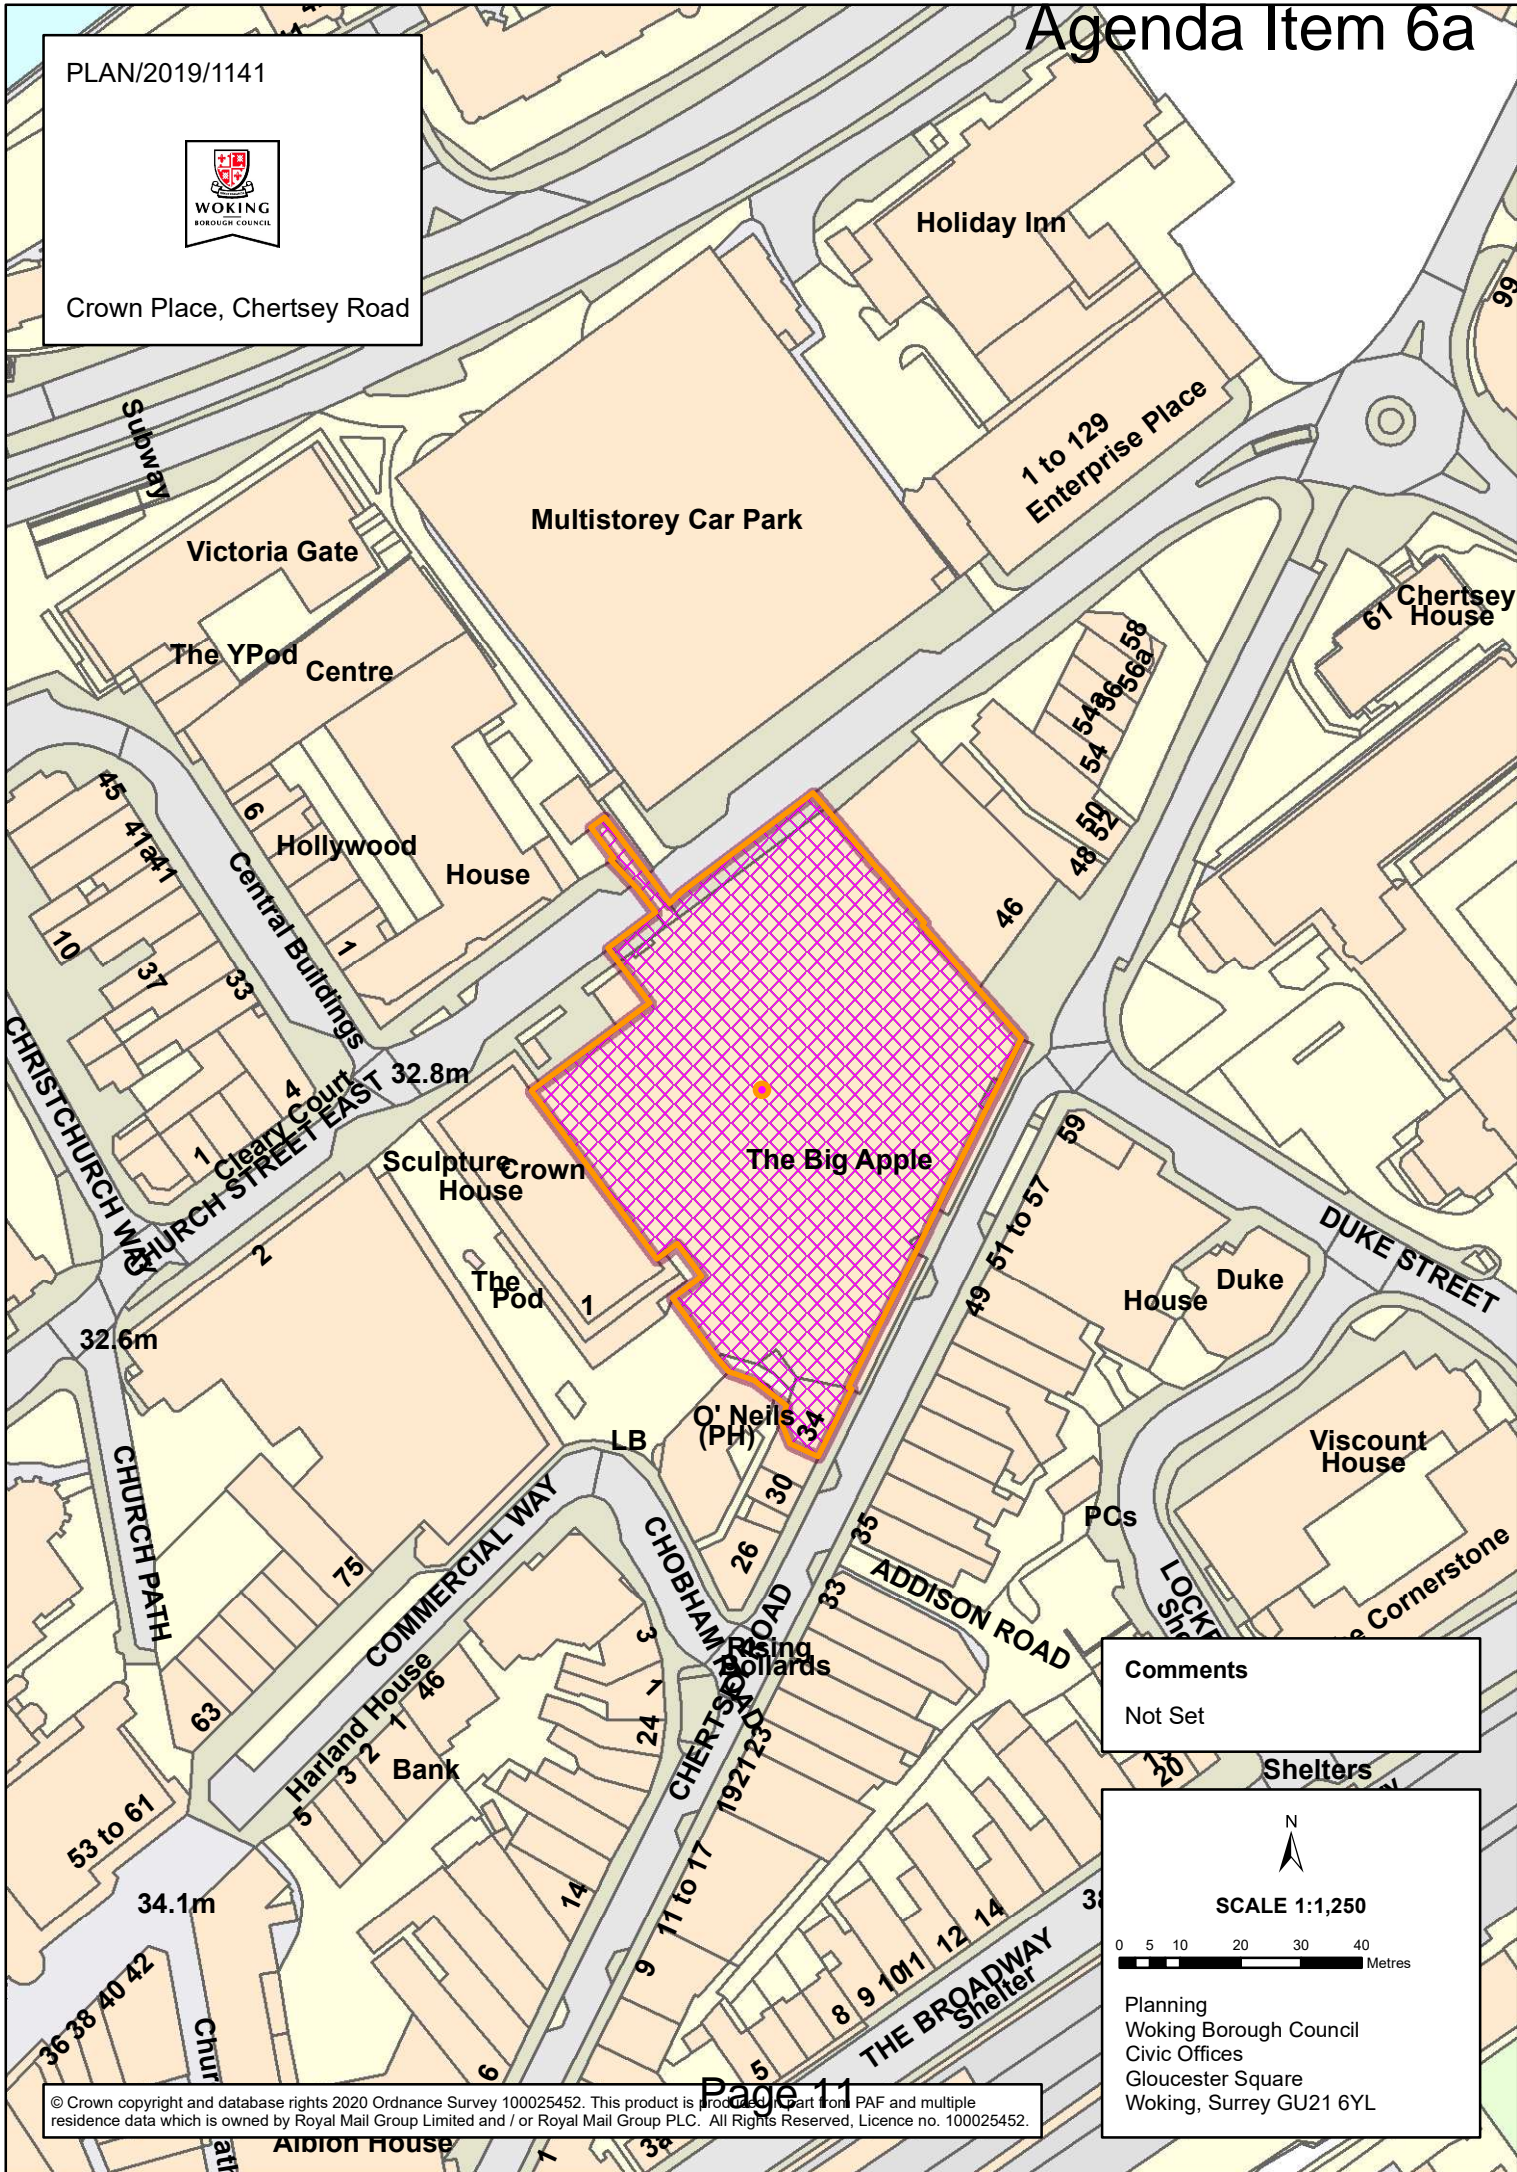 Agenda Item 6a
PLAN/2019/1141
WOKING
BOROUGH COUNCIL
Crown Place, Chertsey Road
Holiday Inn
99
Subway
1 to 129
Enterprise Place
Multistorey Car Park
Victoria Gate
Chertsey
House
61
The YPod
Centre
58
56a
56
54a
54
50
52
48
46
45
41a
41
6
Hollywood
House
Central Buildings
1
10
37
33
CHRISTCHURCH WAY
32.8m
4
1
Cleary Court
CHURCH STREET EAST
Sculpture
House
Crown
The Big Apple
59
51 to 57
49
DUKE STREET
Duke
House
2
The
Pod
1
32.6m
O' Neils
(PH)
34
LB
30
26
35
Viscount
House
PCs
CHURCH PATH
75
COMMERCIAL WAY
CHOBHAM ROAD
33
ADDISON ROAD
Cornerstone
3
1
24
Rising
Bollards
CHERTSEY ROAD
63
Harland House
46
1
2
3
5
Bank
23
21
19
53 to 61
34.1m
14
11 to 17
9
13
20
Shelters
14
12
11
10
9
8
5
THE BROADWAY
Shelter
36
38
40
42
6
Comments
Not Set
N
SCALE 1:1,250
0 5 10 20 30 40
Metres
Planning
Woking Borough Council
Civic Offices
Gloucester Square
Woking, Surrey GU21 6YL
Page 11
© Crown copyright and database rights 2020 Ordnance Survey 100025452. This product is produced in part from PAF and multiple
residence data which is owned by Royal Mail Group Limited and / or Royal Mail Group PLC. All Rights Reserved, Licence no. 100025452.
Albion House
1
3a